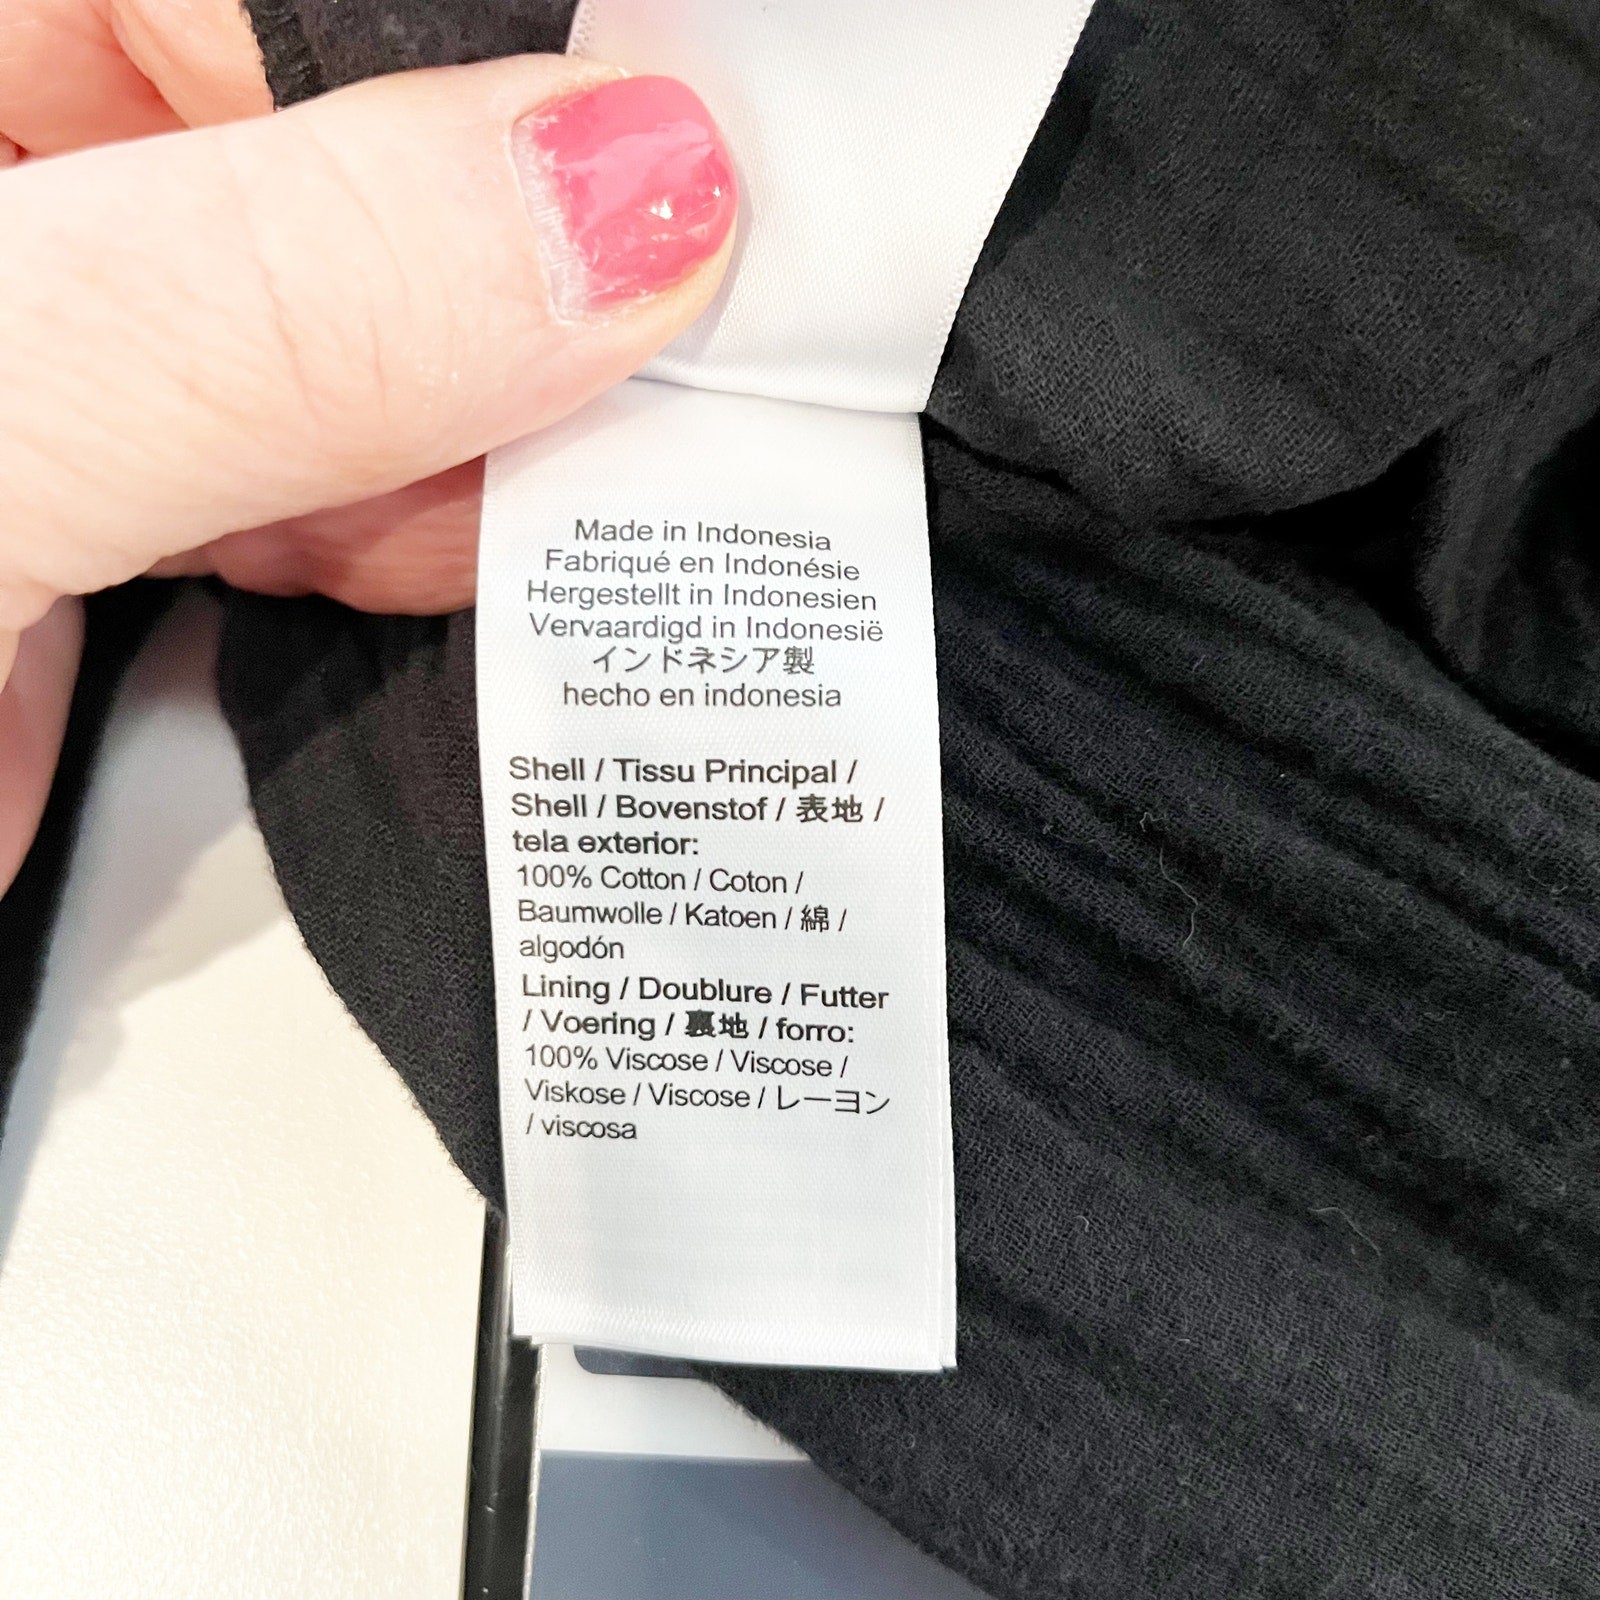 Made in Indonesia
Fabriqué en Indonésie
Hergestellt in Indonesien
Vervaardigd in Indonesië
インドネシア製
hecho en indonesia
Shell / Tissu Principal /
Shell / Bovenstof / 表地 /
tela exterior:
100% Cotton / Coton /
Baumwolle / Katoen / 綿 /
algodón
Lining / Doublure / Futter
/ Voering / 裏地 / forro:
100% Viscose / Viscose /
Viskose / Viscose / レーヨン
/ viscosa